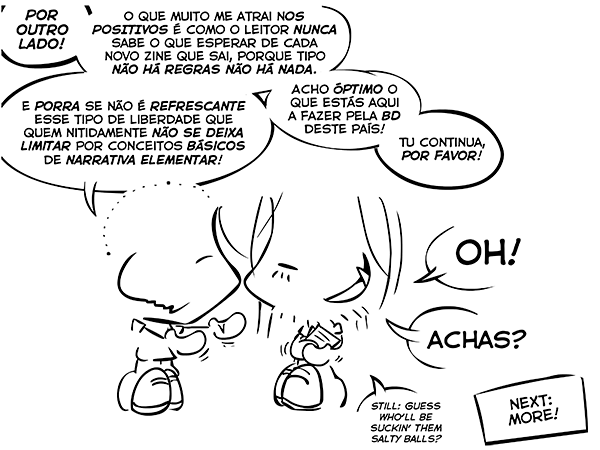 POR
OUTRO
LADO!
O QUE MUITO ME ATRAI NOS
POSITIVOS É COMO O LEITOR NUNCA
SABE O QUE ESPERAR DE CADA
NOVO ZINE QUE SAI, PORQUE TIPO
NÃO HÁ REGRAS NÃO HÁ NADA.
E PORRA SE NÃO É REFRESCANTE
ESSE TIPO DE LIBERDADE QUE
QUEM NITIDAMENTE NÃO SE DEIXA
LIMITAR POR CONCEITOS BÁSICOS
DE NARRATIVA ELEMENTAR!
ACHO ÓPTIMO O
QUE ESTÁS AQUI
A FAZER PELA BD
DESTE PAÍS!
TU CONTINUA,
POR FAVOR!
OH!
ACHAS?
STILL: GUESS
WHO'LL BE
SUCKIN' THEM
SALTY BALLS?
NEXT:
MORE!